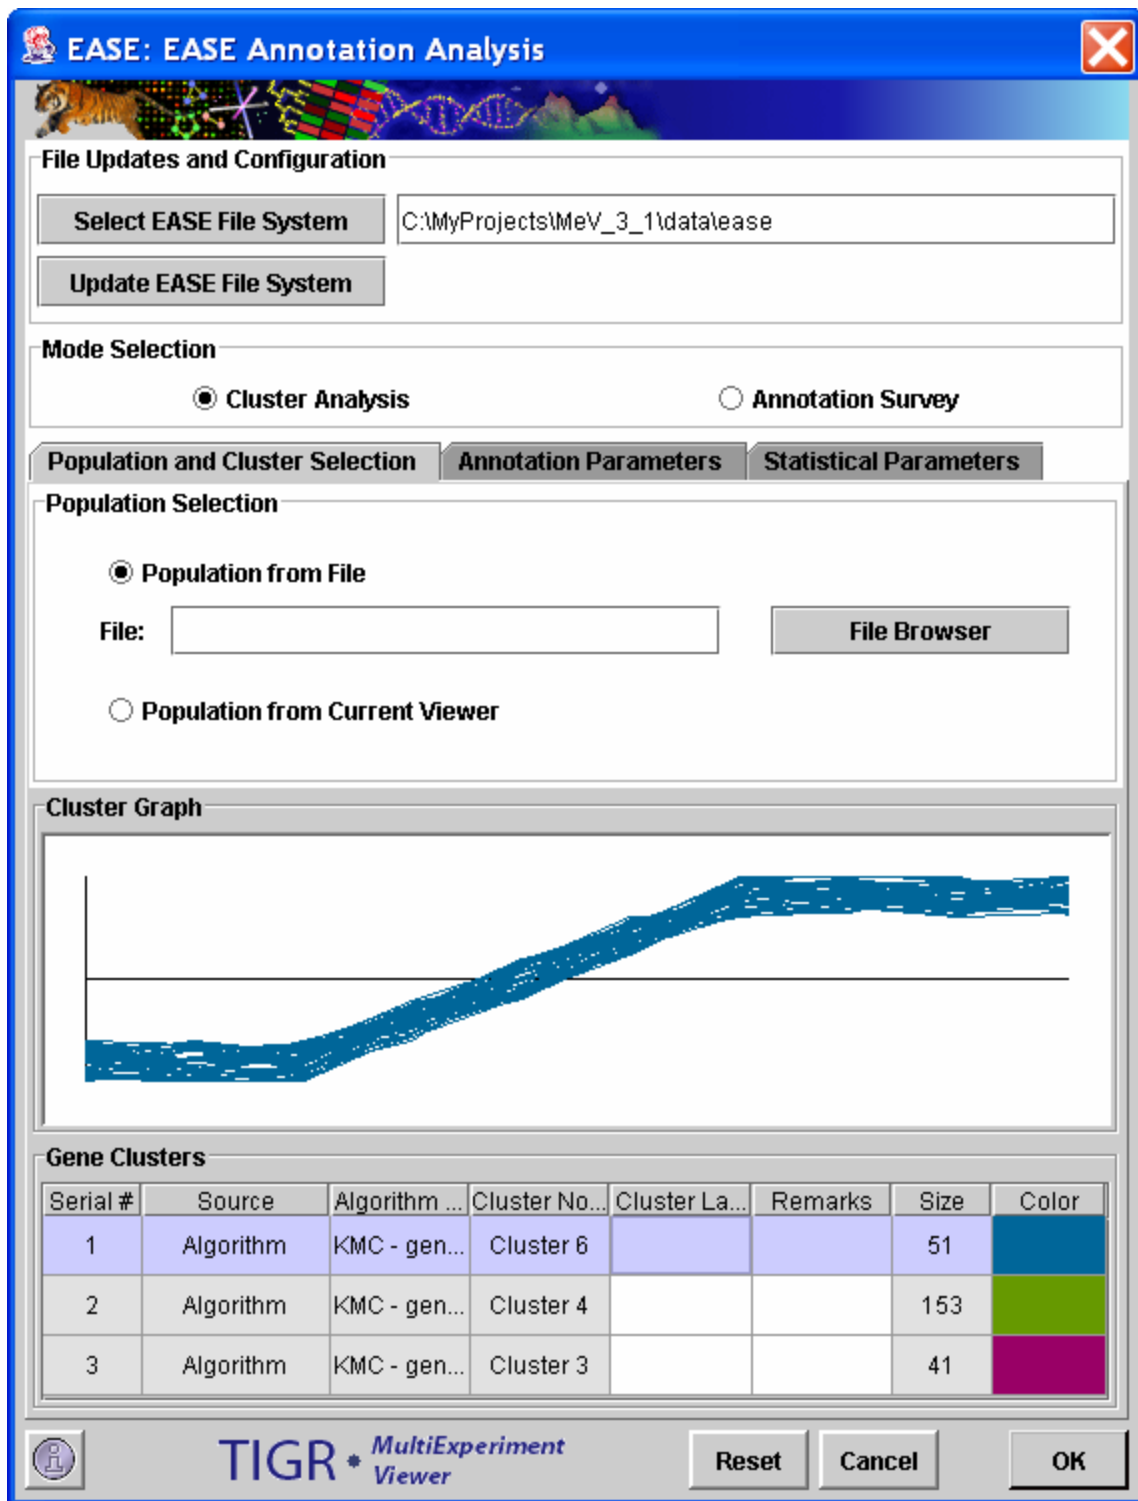 EASE: EASE Annotation Analysis
File Updates and Configuration
Select EASE File System C:\MyProjects\MeV_3_1\data\ease
Update EASE File System
Mode Selection
Cluster Analysis Annotation Survey
Population and Cluster Selection Annotation Parameters Statistical Parameters
Population Selection
Population from File
File: File Browser
Population from Current Viewer
Cluster Graph
Gene Clusters
Serial # Source Algorithm ... Cluster No... Cluster La... Remarks Size Color
1 Algorithm KMC - gen... Cluster 6 51
2 Algorithm KMC - gen... Cluster 4 153
3 Algorithm KMC - gen... Cluster 3 41
TIGR MultiExperiment Viewer Reset Cancel OK